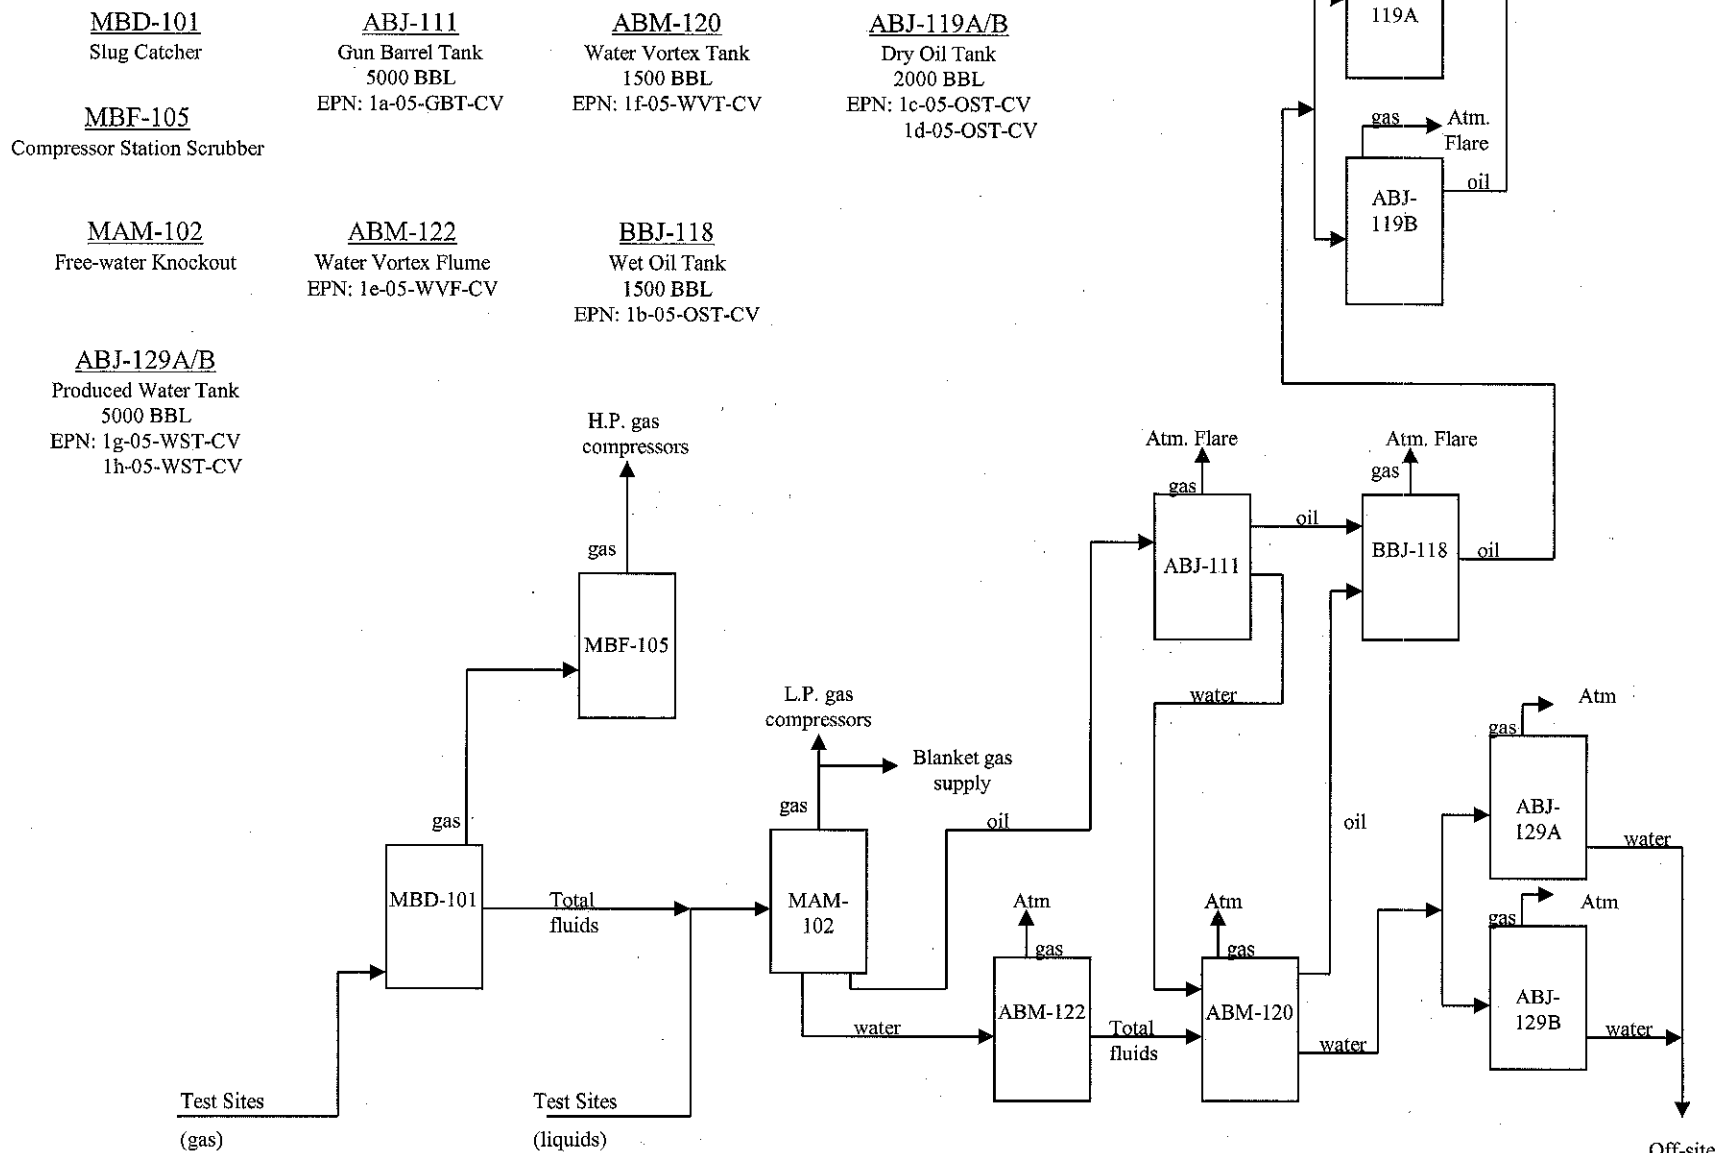 MBD-101
Slug Catcher
ABJ-111
Gun Barrel Tank
5000 BBL
EPN: 1a-05-GBT-CV
ABM-120
Water Vortex Tank
1500 BBL
EPN: 1f-05-WVT-CV
ABJ-119A/B
Dry Oil Tank
2000 BBL
EPN: 1c-05-OST-CV
1d-05-OST-CV
MBF-105
Compressor Station Scrubber
MAM-102
Free-water Knockout
ABM-122
Water Vortex Flume
EPN: 1e-05-WVF-CV
BBJ-118
Wet Oil Tank
1500 BBL
EPN: 1b-05-OST-CV
ABJ-129A/B
Produced Water Tank
5000 BBL
EPN: 1g-05-WST-CV
1h-05-WST-CV
119A
gas
Atm.
Flare
ABJ-
119B
oil
H.P. gas
compressors
gas
MBF-105
Atm. Flare
gas
ABJ-111
oil
water
Atm. Flare
gas
BBJ-118
oil
L.P. gas
compressors
Blanket gas
supply
gas
oil
MAM-
102
gas
MBD-101
Total
fluids
water
Atm
gas
ABM-122
Total
fluids
Atm
gas
ABM-120
oil
water
Atm
gas
ABJ-
129A
water
Atm
gas
ABJ-
129B
water
Test Sites
(gas)
Test Sites
(liquids)
Off-site